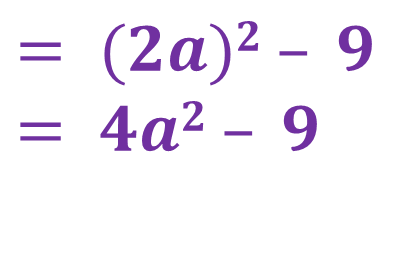 = (2a)² – 9
= 4a² – 9